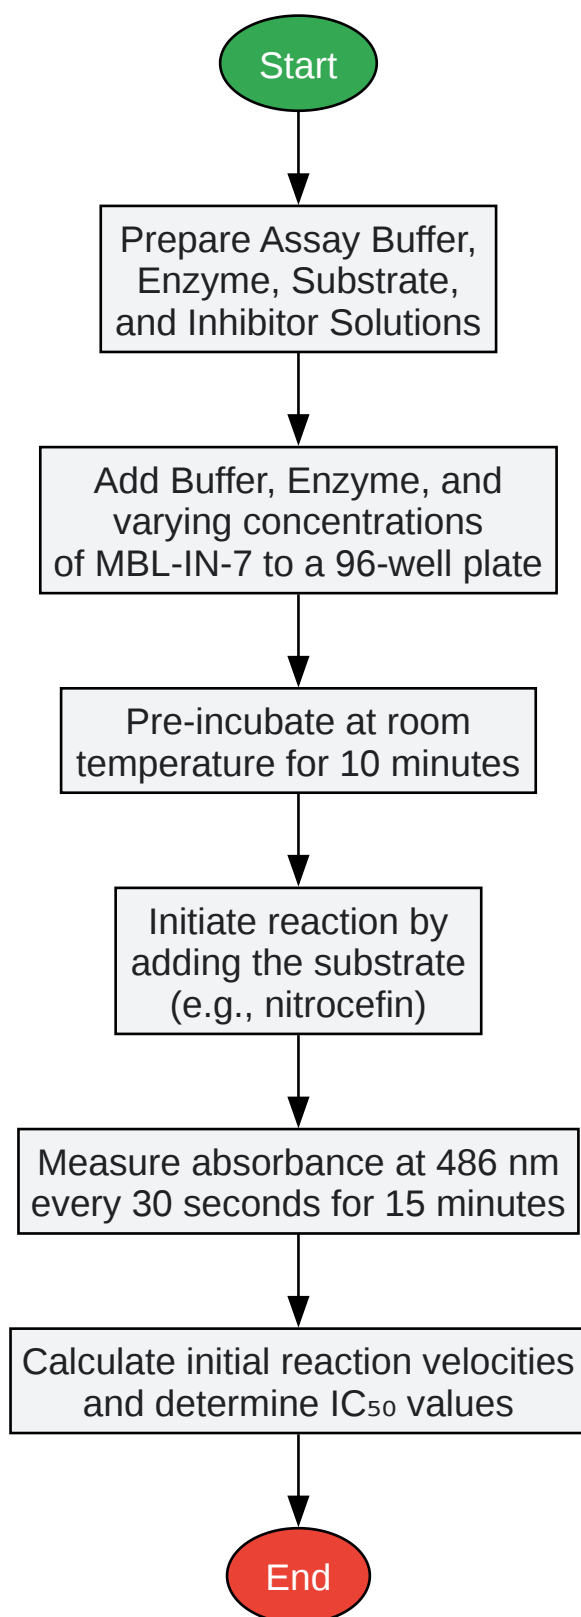 Start
Prepare Assay Buffer,
Enzyme, Substrate,
and Inhibitor Solutions
Add Buffer, Enzyme, and
varying concentrations
of MBL-IN-7 to a 96-well plate
Pre-incubate at room
temperature for 10 minutes
Initiate reaction by
adding the substrate
(e.g., nitrocefin)
Measure absorbance at 486 nm
every 30 seconds for 15 minutes
Calculate initial reaction velocities
and determine IC₅₀ values
End